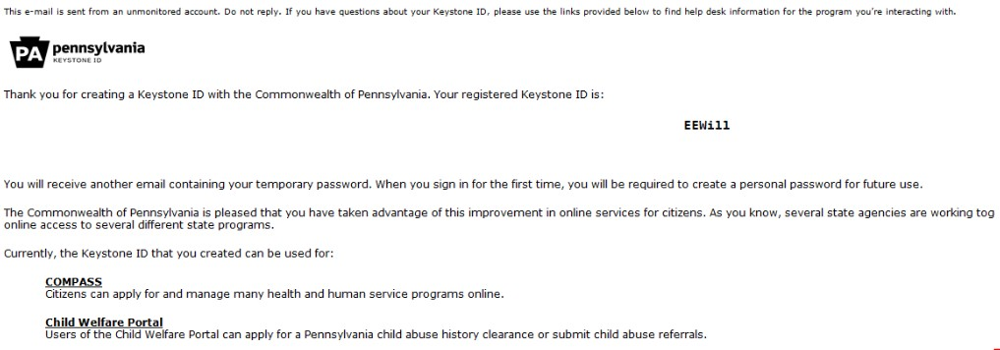 This e-mail is sent from an unmonitored account. Do not reply. If you have questions about your Keystone ID, please use the links provided below to find help desk information for the program you're interacting with.
PA pennsylvania
KEYSTONE ID
Thank you for creating a Keystone ID with the Commonwealth of Pennsylvania. Your registered Keystone ID is:
EEWill
You will receive another email containing your temporary password. When you sign in for the first time, you will be required to create a personal password for future use.
The Commonwealth of Pennsylvania is pleased that you have taken advantage of this improvement in online services for citizens. As you know, several state agencies are working tog
online access to several different state programs.
Currently, the Keystone ID that you created can be used for:
COMPASS
Citizens can apply for and manage many health and human service programs online.
Child Welfare Portal
Users of the Child Welfare Portal can apply for a Pennsylvania child abuse history clearance or submit child abuse referrals.